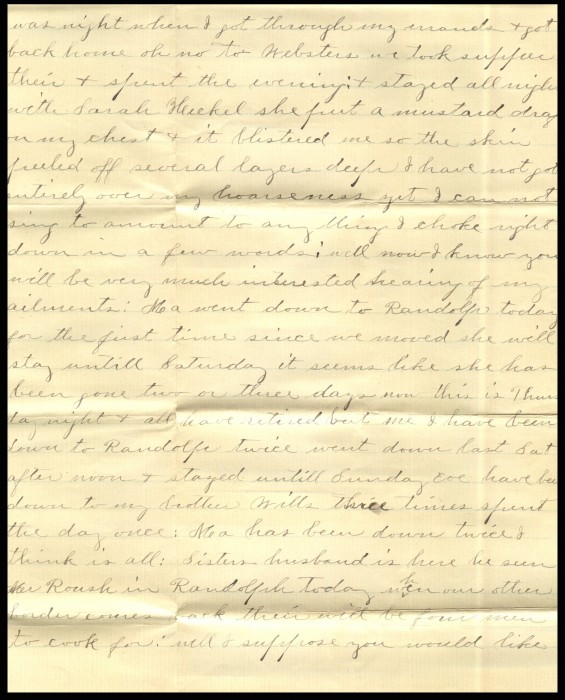 was night when I got through my errands & got
back home oh no to Websters we took supper
their & spent the evening & stayed all nigh
with Sarah Heckel she put a mustard drag
on my chest & it blistered me so the skin
peeled off several layers deep I have not got
entirely over my hoarseness yet I can not
sing to amount to any thing I choke right
down in a few words: well now I know you
will be very much interested hearing of my
ailments: Ma went down to Randolph today
for the first time since we moved she will
stay untill Saturday it seems like she has
been gone two or three days now this is Thurs
day night & all have retired but me I have been
down to Randolph twice went down last Sat
after noon & stayed untill Sunday Eve have be
down to my brother Wills three times spent
the day once: Ma has been down twice I
think is all: Sisters husband is here he seen
Mr Roush in Randolph today when our other
border comes back their will be four men
to cook for: well I suppose you would like